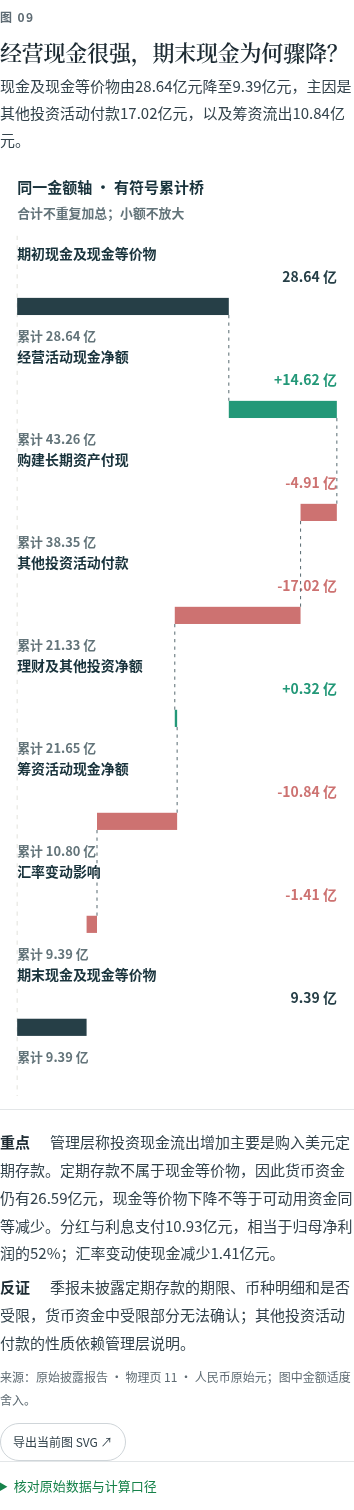 图 09
经营现金很强，期末现金为何骤降？
现金及现金等价物由28.64亿元降至9.39亿元，主因是
其他投资活动付款17.02亿元，以及筹资流出10.84亿
元。
同一金额轴 · 有符号累计桥
合计不重复加总；小额不放大
期初现金及现金等价物
28.64 亿
累计 28.64 亿
经营活动现金净额
+14.62 亿
累计 43.26 亿
购建长期资产付现
-4.91 亿
累计 38.35 亿
其他投资活动付款
-17.02 亿
累计 21.33 亿
理财及其他投资净额
+0.32 亿
累计 21.65 亿
筹资活动现金净额
-10.84 亿
累计 10.80 亿
汇率变动影响
-1.41 亿
累计 9.39 亿
期末现金及现金等价物
9.39 亿
累计 9.39 亿
重点 管理层称投资现金流出增加主要是购入美元定
期存款。定期存款不属于现金等价物，因此货币资金
仍有26.59亿元，现金等价物下降不等于可动用资金同
等减少。分红与利息支付10.93亿元，相当于归母净利
润的52%；汇率变动使现金减少1.41亿元。
反证 季报未披露定期存款的期限、币种明细和是否
受限，货币资金中受限部分无法确认；其他投资活动
付款的性质依赖管理层说明。
来源：原始披露报告 · 物理页 11 · 人民币原始元；图中金额适度
舍入。
导出当前图 SVG ↗
▶ 核对原始数据与计算口径